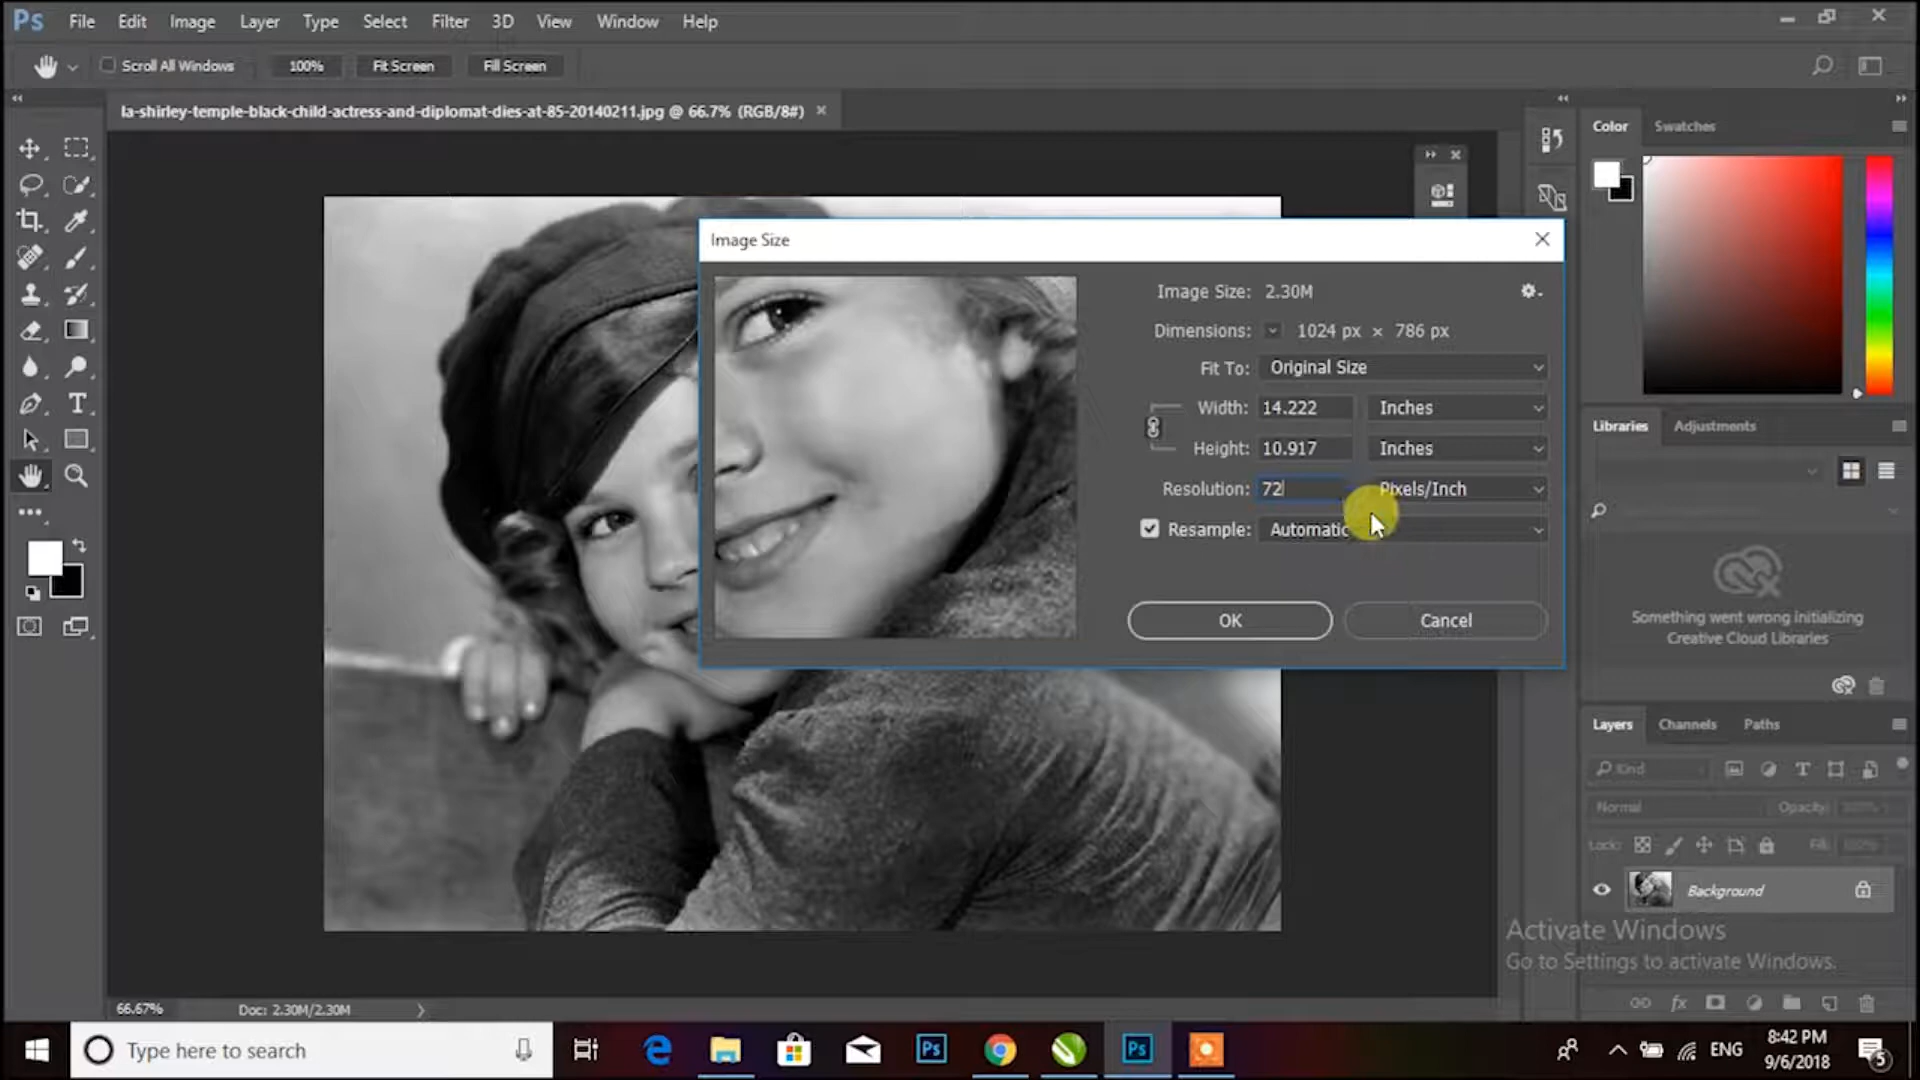 Ps File Edit Image Layer Type Select Filter 3D View Window Help
Scroll All Windows 100% Fit Screen Fill Screen
la-shirley-temple-black-child-actress-and-diplomat-dies-at-85-20140211.jpg @ 66.7% (RGB/8#) ×
Color Swatches
Image Size
Image Size: 2.30M
Dimensions: 1024 px × 786 px
Fit To: Original Size
Width: 14.222 Inches
Height: 10.917 Inches
Resolution: 72 Pixels/Inch
Resample: Automatic
OK Cancel
Libraries Adjustments
Something went wrong initializing
Creative Cloud Libraries
Layers Channels Paths
Kind
Normal Opacity: 100%
Lock: Fill: 100%
Background
Activate Windows
Go to Settings to activate Windows.
fx
66.67% Doc: 2.30M/2.30M
Type here to search
Ps
Ps
ENG
8:42 PM
9/6/2018
5